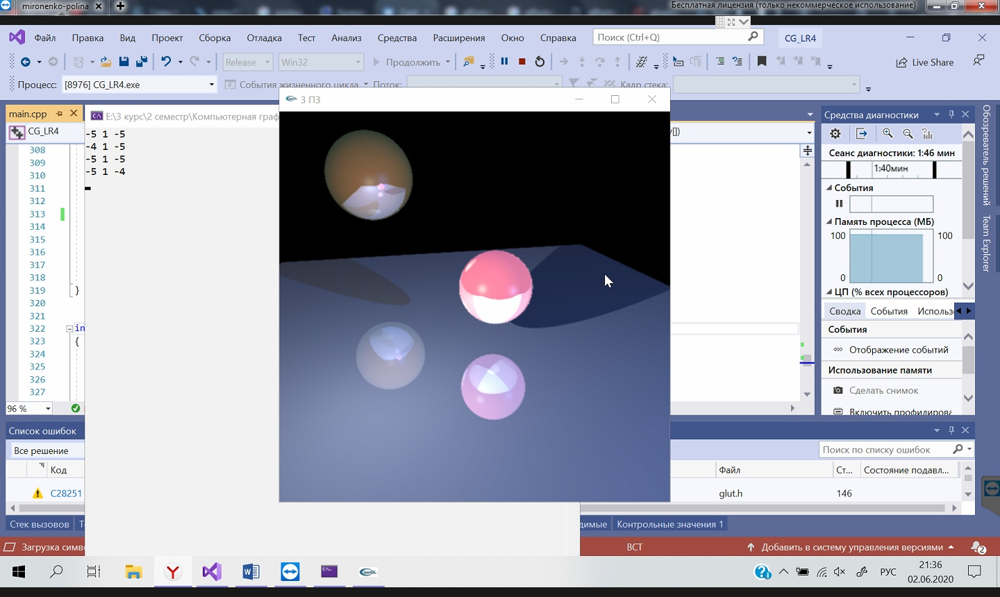 mironenko-polina
Бесплатная лицензия (только некоммерческое использование)
Файл Правка Вид Проект Сборка Отладка Тест Анализ Средства Расширения Окно Справка Поиск (Ctrl+Q) CG_LR4
Release Win32 Продолжить Live Share
Процесс: [8976] CG_LR4.exe События жизненного цикла Поток: Кадр стека:
3 ПЗ
main.cpp
E:\3 курс\2 семестр\Компьютерная граф
CG_LR4
308
309
310
311
312
313
314
315
316
317
318
319 }
320
321
322 in
323 {
324
325
326
327
-5 1 -5
-4 1 -5
-5 1 -5
-5 1 -4
96 %
Средства диагностики
Сеанс диагностики: 1:46 мин
1:40мин
События
Память процесса (МБ)
100 100
0 0
ЦП (% всех процессоров)
Сводка События Использ
События
Отображение событий
Использование памяти
Сделать снимок
Включить профилирова
Обозреватель решений
Team Explorer
Список ошибок
Все решение
Поиск по списку ошибок
Код Файл Ст... Состояние подавл...
C28251 glut.h 146
Стек вызовов Контрольные значения 1
Загрузка симв ВСТ Добавить в систему управления версиями 2
РУС 21:36
02.06.2020